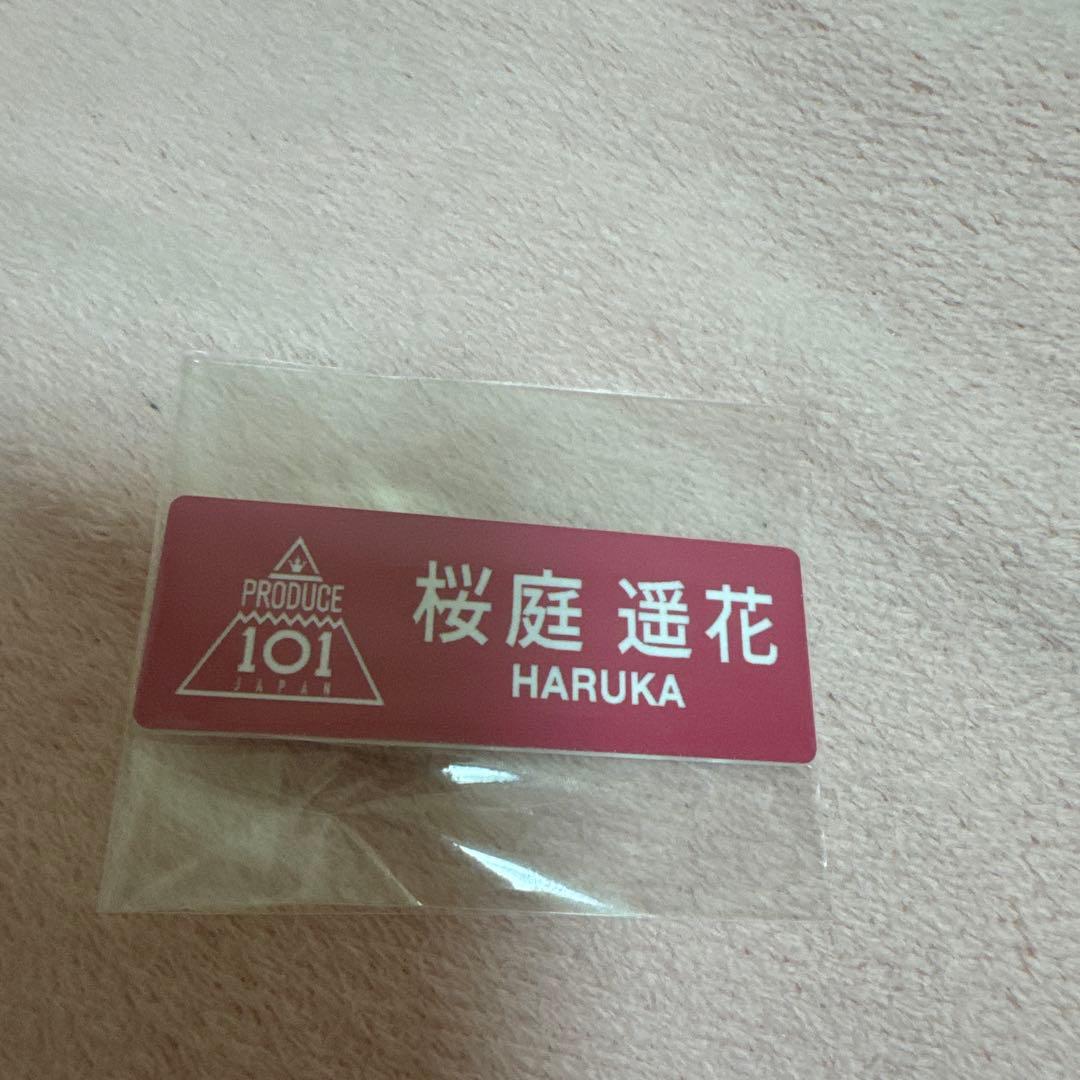 PRODUCE
101
JAPAN
桜庭 遥花
HARUKA